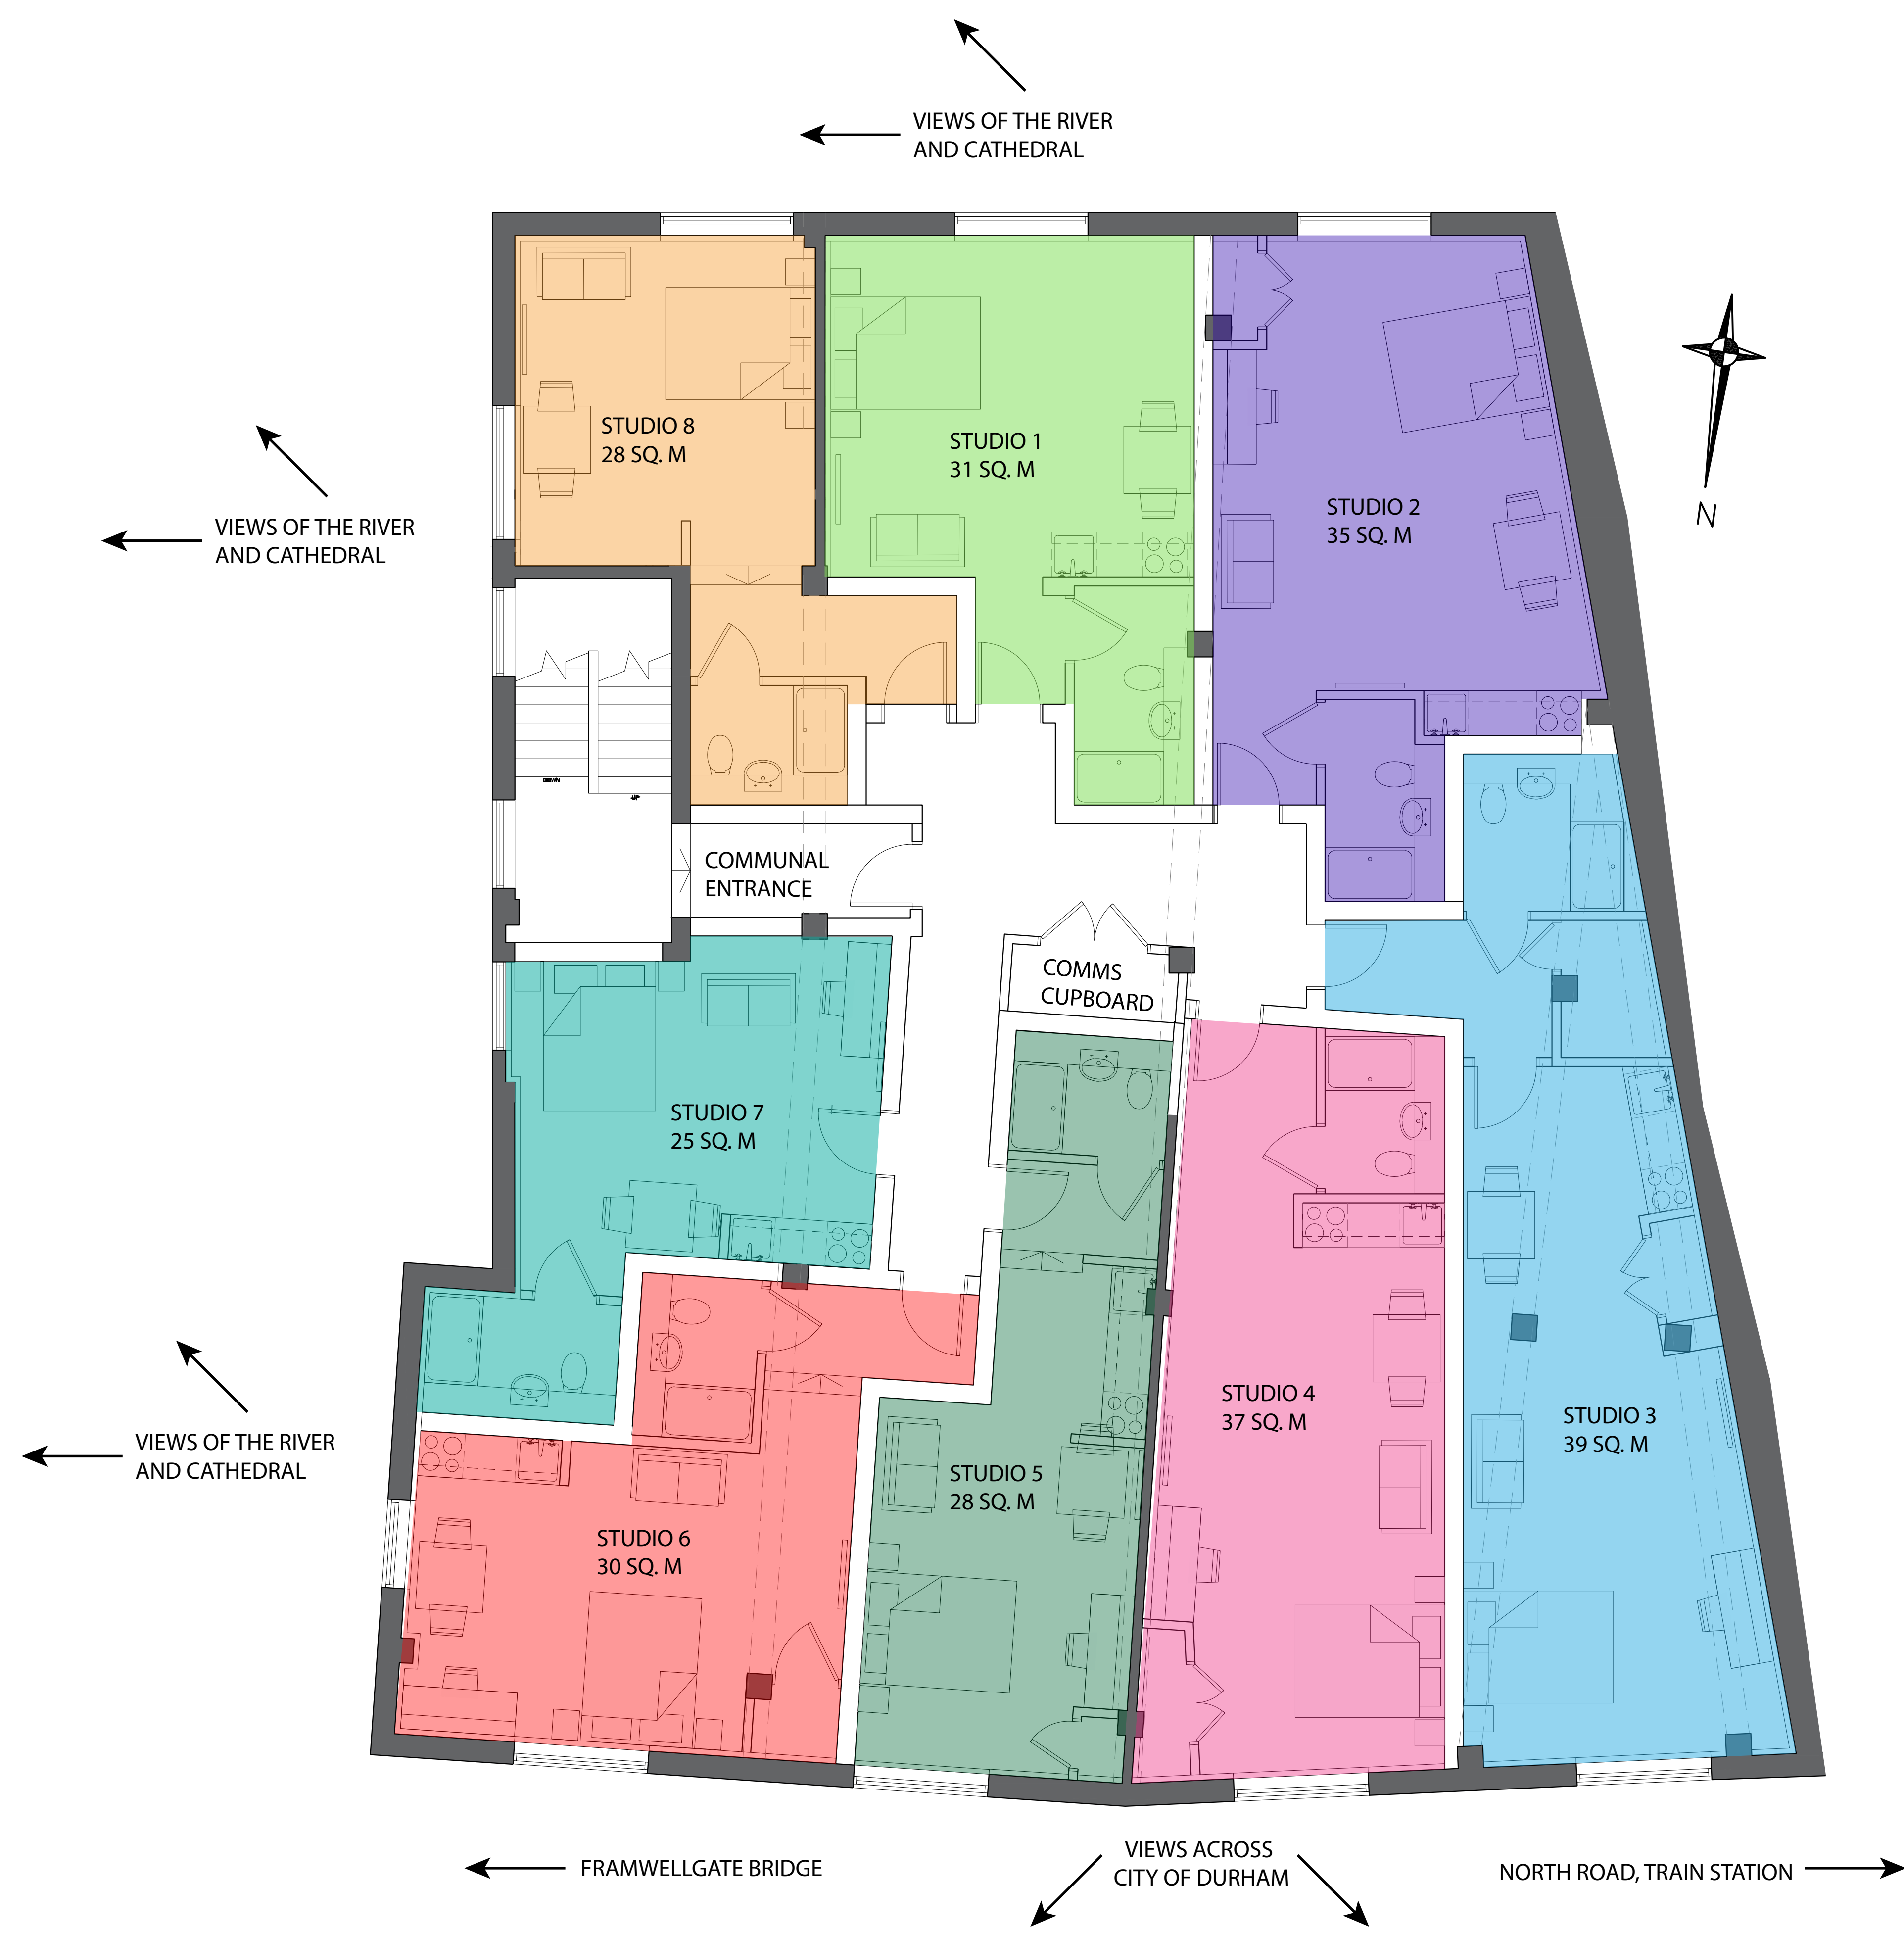 VIEWS OF THE RIVER
AND CATHEDRAL
STUDIO 8
28 SQ. M
STUDIO 1
31 SQ. M
STUDIO 2
35 SQ. M
N
VIEWS OF THE RIVER
AND CATHEDRAL
DOWN
UP
COMMUNAL
ENTRANCE
COMMS
CUPBOARD
STUDIO 7
25 SQ. M
STUDIO 4
37 SQ. M
STUDIO 3
39 SQ. M
VIEWS OF THE RIVER
AND CATHEDRAL
STUDIO 5
28 SQ. M
STUDIO 6
30 SQ. M
FRAMWELLGATE BRIDGE
VIEWS ACROSS
CITY OF DURHAM
NORTH ROAD, TRAIN STATION